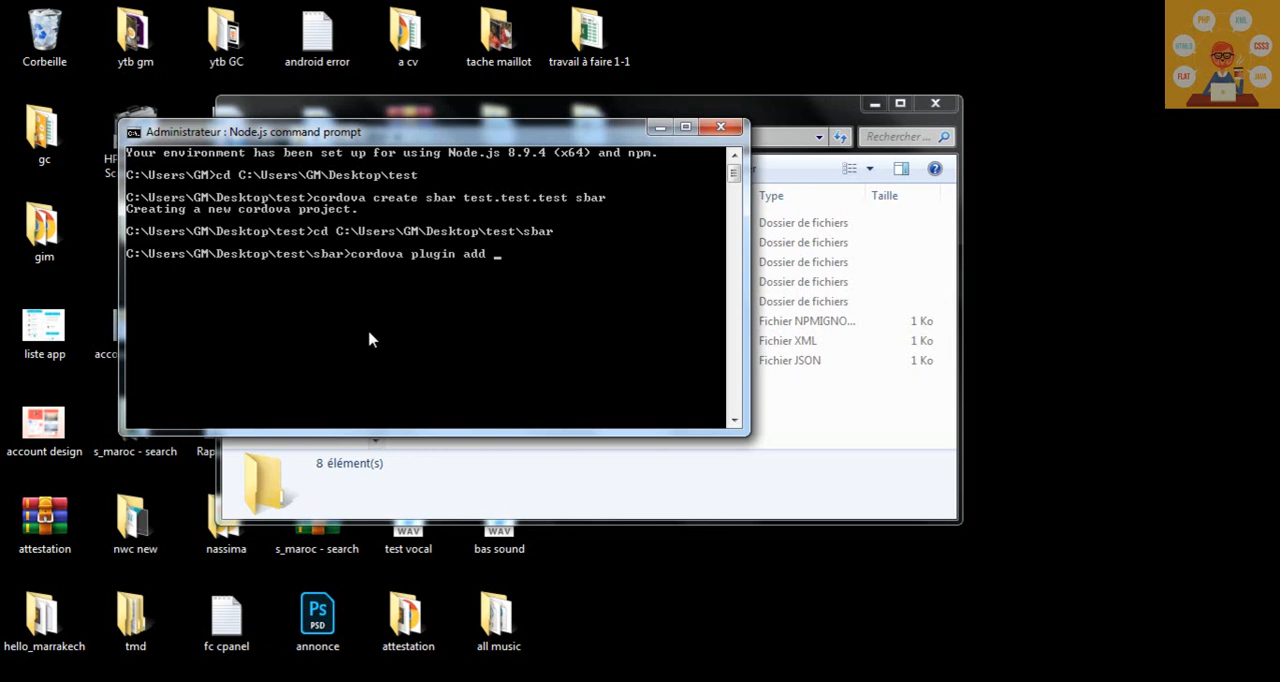 Corbeille
ytb gm
ytb GC
android error
a cv
tache maillot
travail à faire 1-1
PHP
XML
HTML5
CSS3
FLAT
JAVA
gc
gim
liste app
account design
s_maroc - search
attestation
nwc new
nassima
s_maroc - search
test vocal
bas sound
WAV
WAV
hello_marrakech
tmd
fc cpanel
annonce
attestation
all music
Ps
PSD
Administrateur : Node.js command prompt
Your environment has been set up for using Node.js 8.9.4 (x64) and npm.
C:\Users\GM>cd C:\Users\GM\Desktop\test
C:\Users\GM\Desktop\test>cordova create sbar test.test.test sbar
Creating a new cordova project.
C:\Users\GM\Desktop\test>cd C:\Users\GM\Desktop\test\sbar
C:\Users\GM\Desktop\test\sbar>cordova plugin add _
Rechercher ...
Type Taille
Dossier de fichiers
Dossier de fichiers
Dossier de fichiers
Dossier de fichiers
Dossier de fichiers
Fichier NPMIGNO... 1 Ko
Fichier XML 1 Ko
Fichier JSON 1 Ko
8 élément(s)